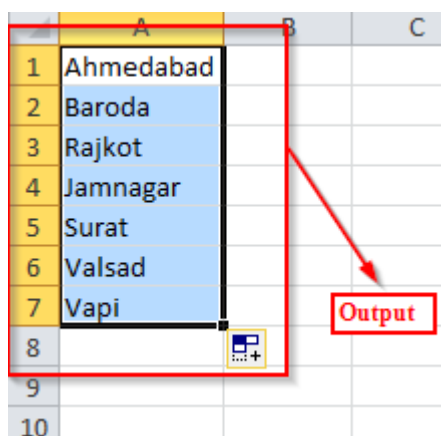 A B C
1 Ahmedabad
2 Baroda
3 Rajkot
4 Jamnagar
5 Surat
6 Valsad
7 Vapi Output
8
9
10